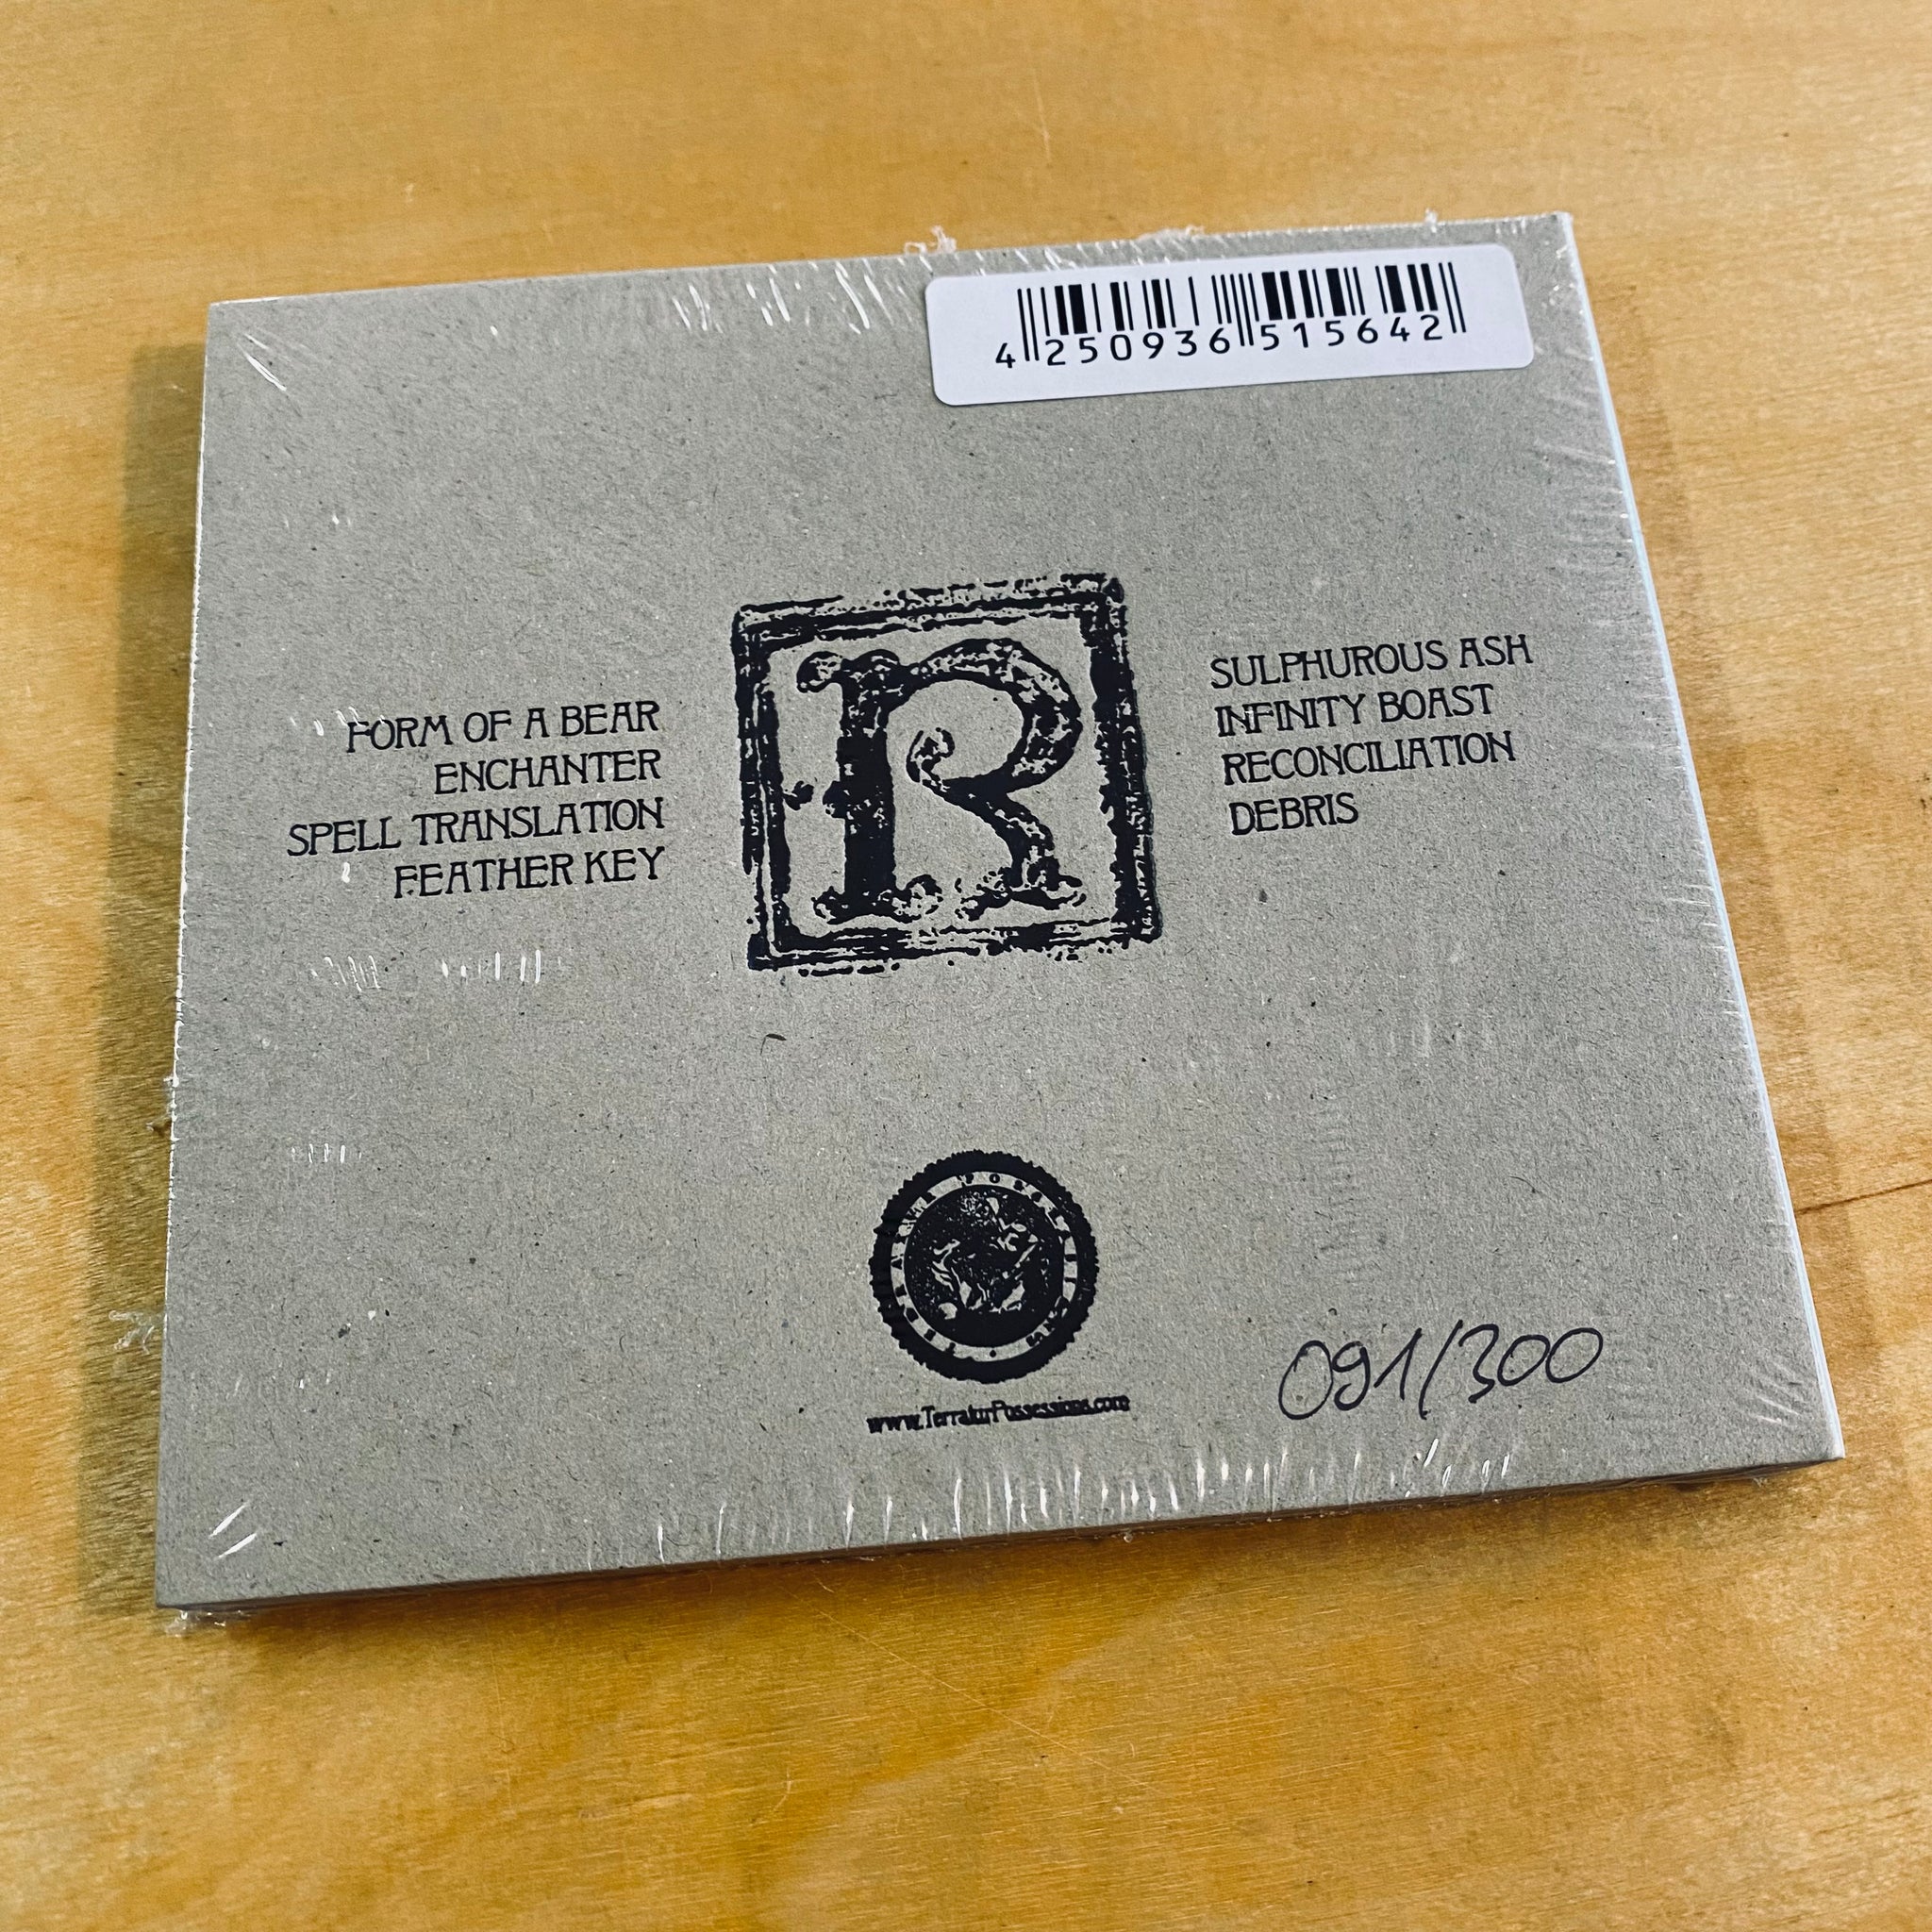 4 250936 515642
FORM OF A BEAR
ENCHANTER
SPELL TRANSLATION
FEATHER KEY
R
SULPHUROUS ASH
INFINITY BOAST
RECONCILIATION
DEBRIS
www.TerraturPossessions.com
091/300